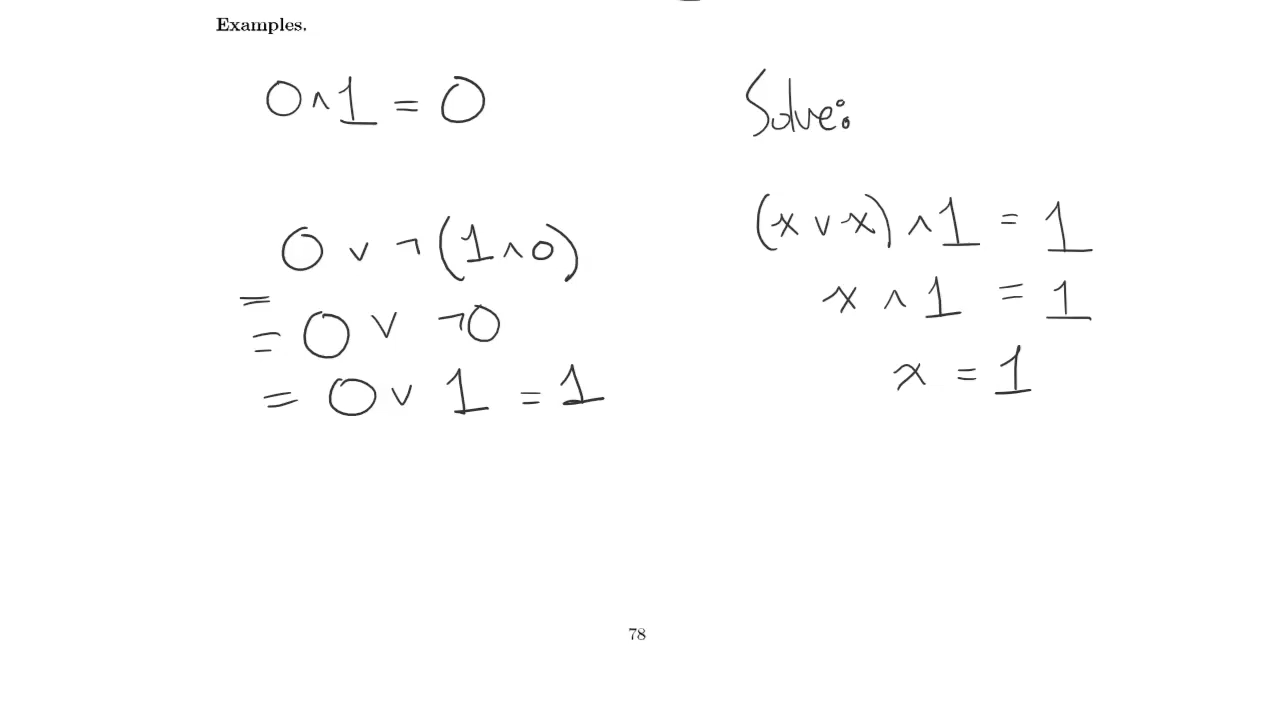 Examples.
0 ∧ 1 = 0
0 ∨ ¬(1 ∧ 0)
=
= 0 ∨ ¬0
= 0 ∨ 1 = 1
Solve:
(x ∨ x) ∧ 1 = 1
x ∧ 1 = 1
x = 1
78